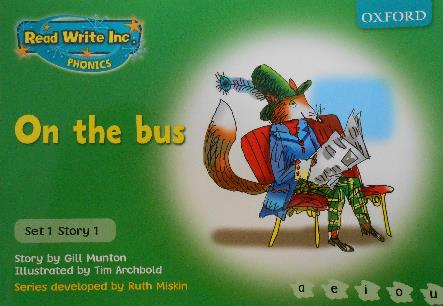 Read Write Inc.
PHONICS
OXFORD
On the bus
Set 1 Story 1
Story by Gill Munton
Illustrated by Tim Archbold
Series developed by Ruth Miskin
a e i o u